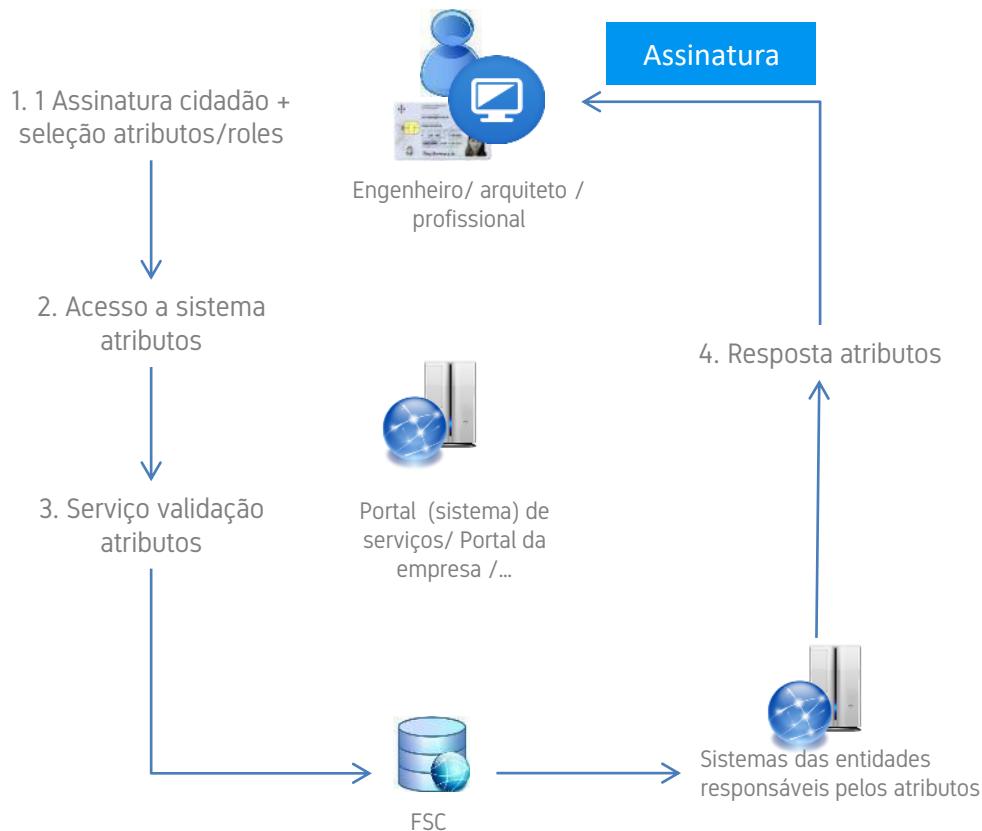 Assinatura
1. 1 Assinatura cidadão +
seleção atributos/roles
Engenheiro/ arquiteto /
profissional
2. Acesso a sistema
atributos
4. Resposta atributos
3. Serviço validação
atributos
Portal (sistema) de
serviços/ Portal da
empresa /...
Sistemas das entidades
responsáveis pelos atributos
FSC